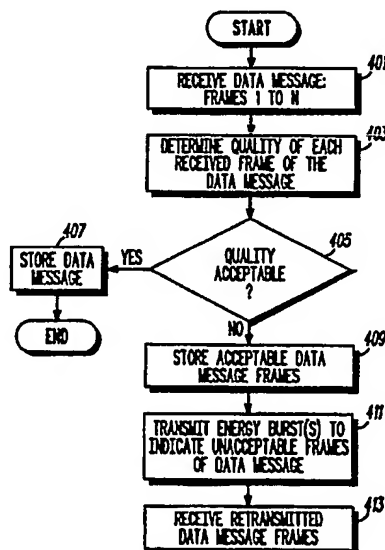 START
401
RECEIVE DATA MESSAGE:
FRAMES 1 TO N
403
DETERMINE QUALITY OF EACH
RECEIVED FRAME OF THE
DATA MESSAGE
407
STORE DATA
MESSAGE
YES
405
QUALITY
ACCEPTABLE
?
END
NO
409
STORE ACCEPTABLE DATA
MESSAGE FRAMES
411
TRANSMIT ENERGY BURST(S) TO
INDICATE UNACCEPTABLE FRAMES
OF DATA MESSAGE
413
RECEIVE RETRANSMITTED
DATA MESSAGE FRAMES